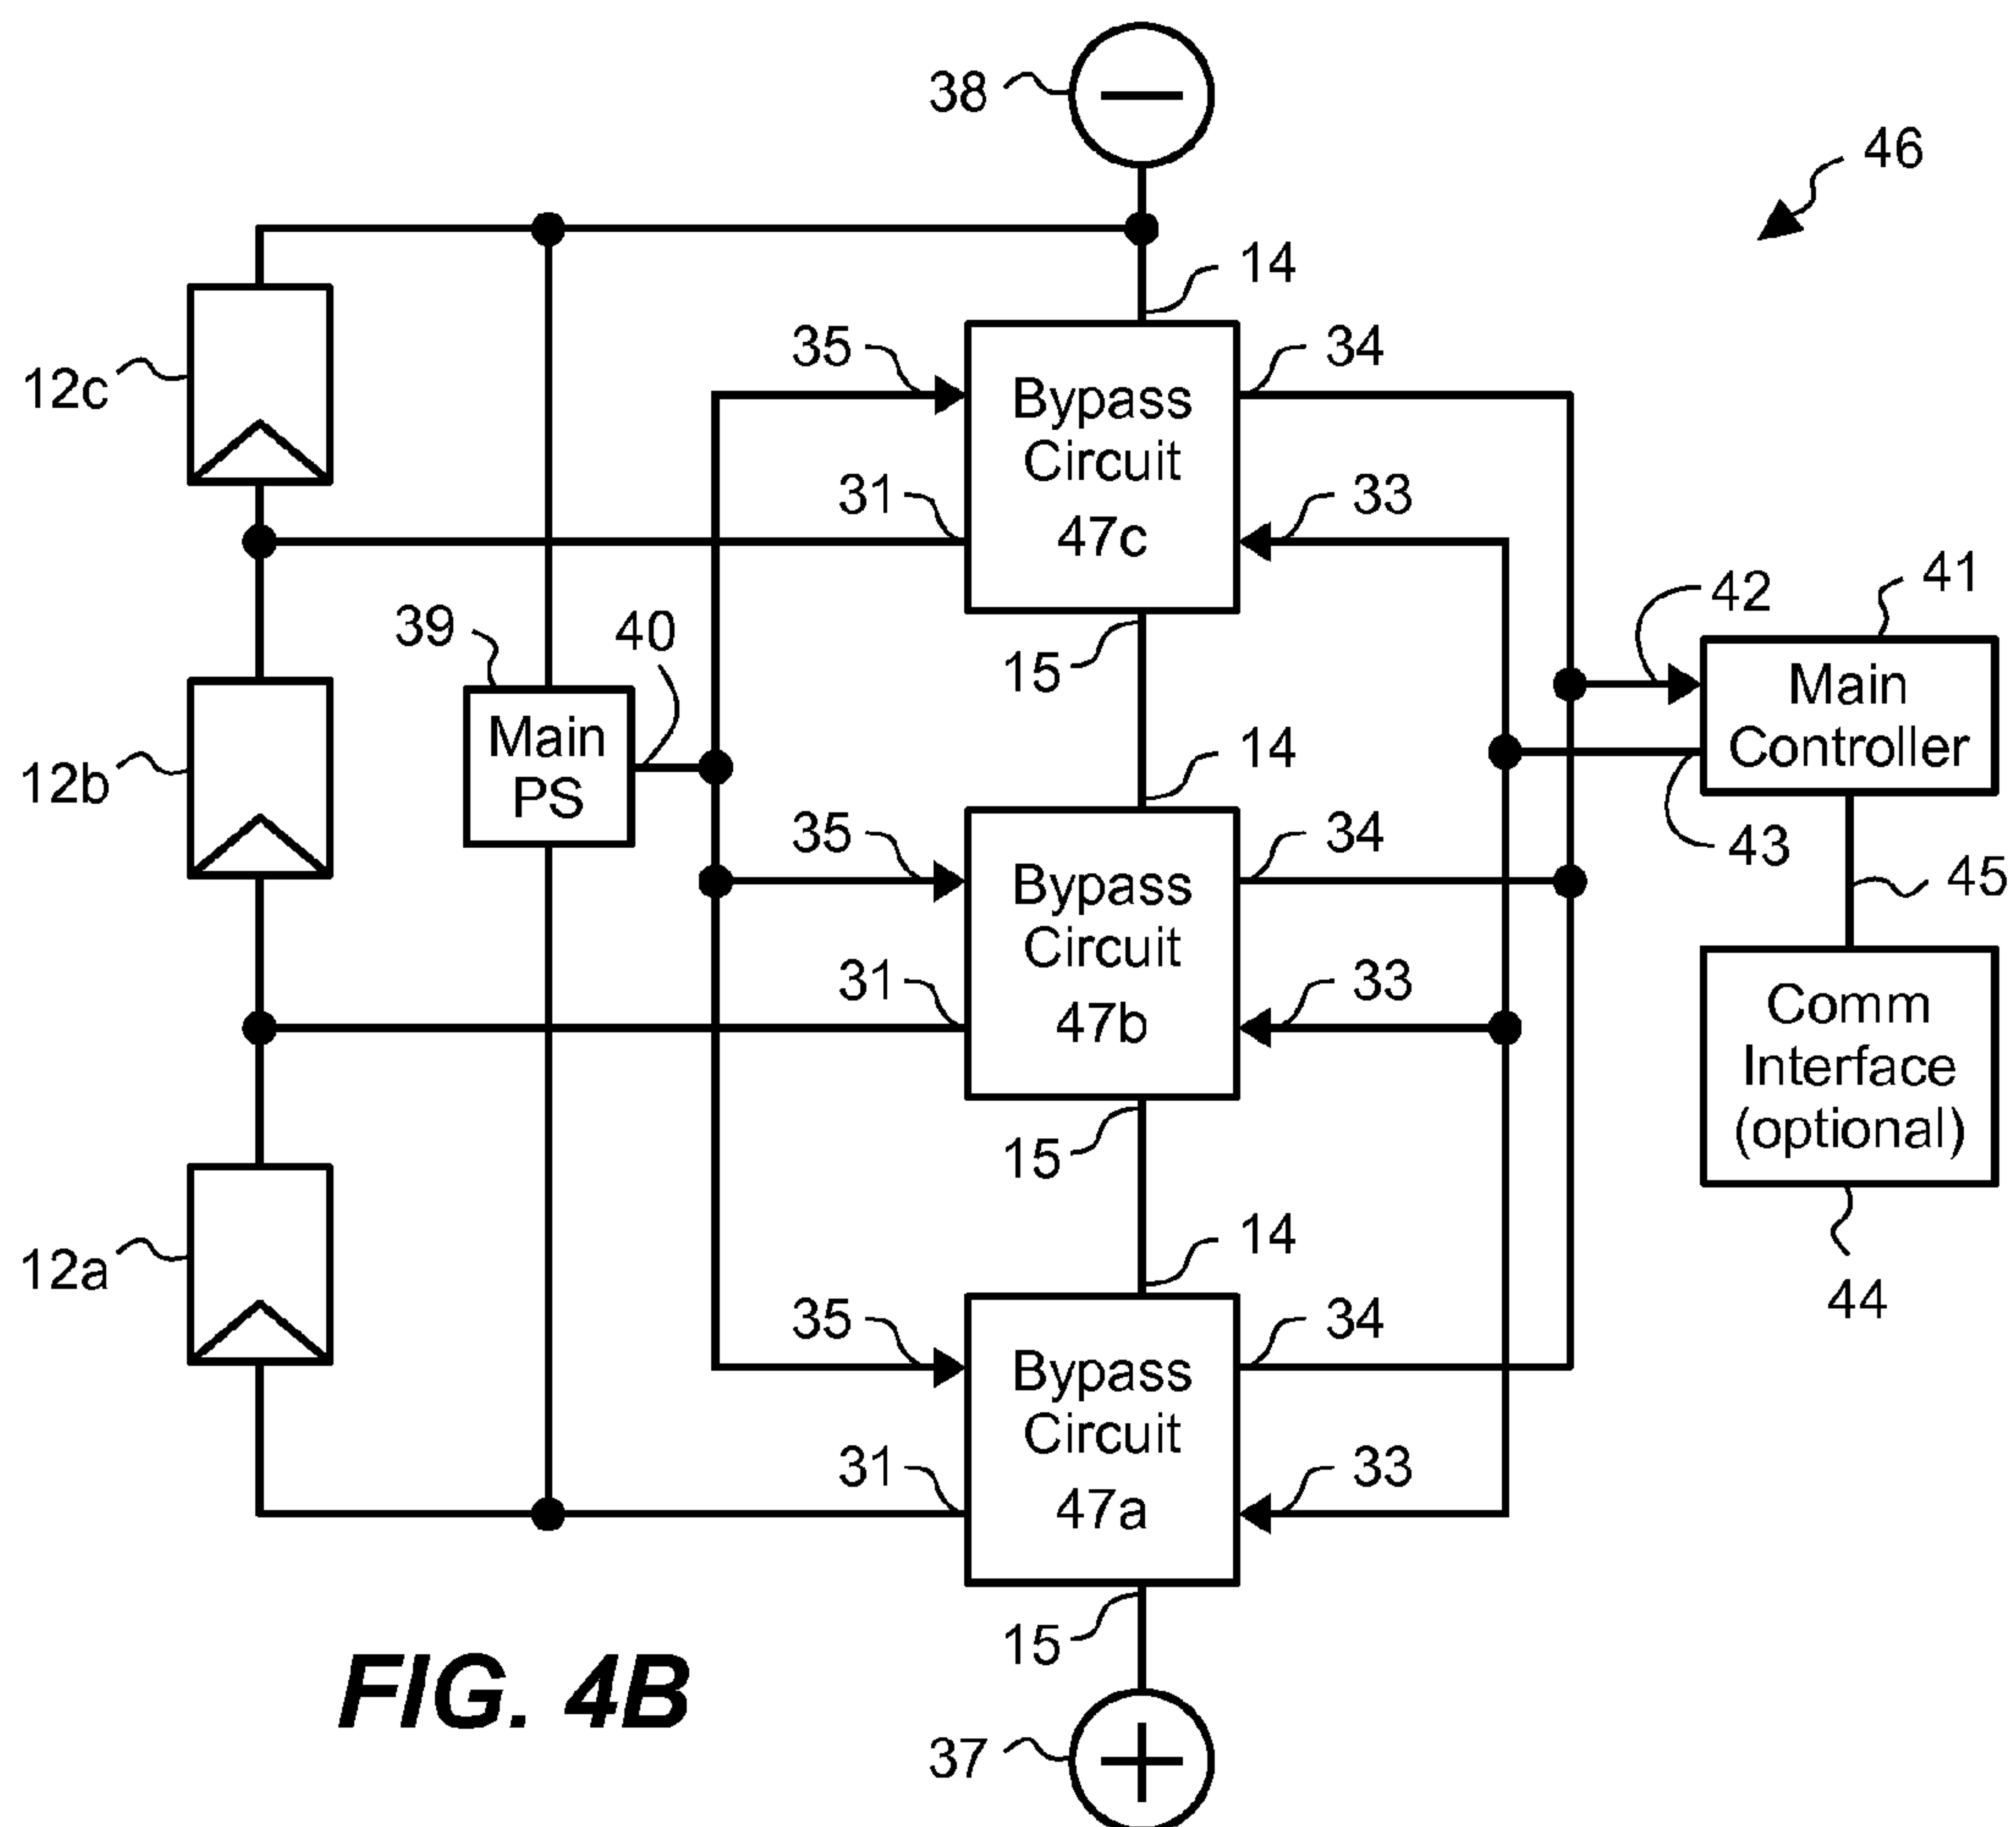 38
46
14
12c
35
Bypass
Circuit
47c
34
31
33
15
39
Main
PS
40
42
41
Main
Controller
43
12b
14
35
Bypass
Circuit
47b
34
45
31
33
15
Comm
Interface
(optional)
44
12a
14
35
Bypass
Circuit
47a
34
31
33
15
FIG. 4B
37